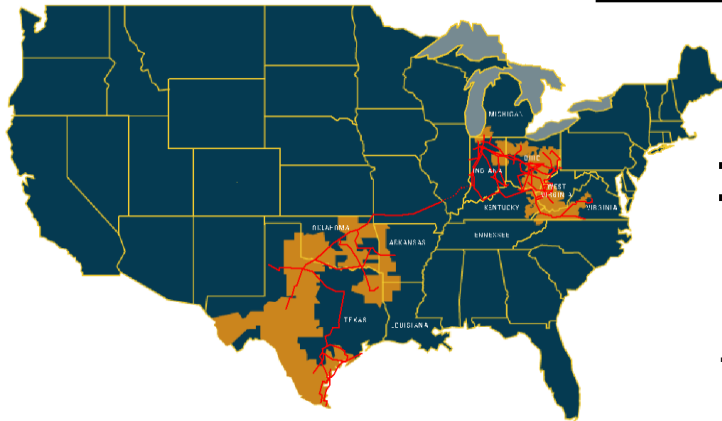 MICHIGAN
OHIO
INDIANA
WEST
VIRGINIA
KENTUCKY
VIRGINIA
OKLAHOMA
ARKANSAS
TENNESSEE
TEXAS
LOUISIANA